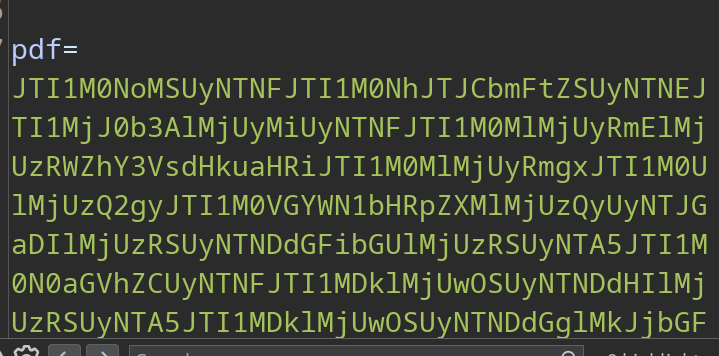 pdf=
JTI1M0NoMSUyNTNFJTI1M0NhJTJCbmFtZSUyNTNEJ
TI1MjJ0b3AlMjUyMiUyNTNFJTI1M0MlMjUyRmElMj
UzRWZhY3VsdHkuaHRiJTI1M0MlMjUyRmgxJTI1M0U
lMjUzQ2gyJTI1M0VGYWN1bHRpZXMlMjUzQyUyNTJG
aDIlMjUzRSUyNTNDdGFibGUlMjUzRSUyNTA5JTI1M
0N0aGVhZCUyNTNFJTI1MDklMjUwOSUyNTNDdHIlMj
UzRSUyNTA5JTI1MDklMjUwOSUyNTNDdGglMkJjbGF